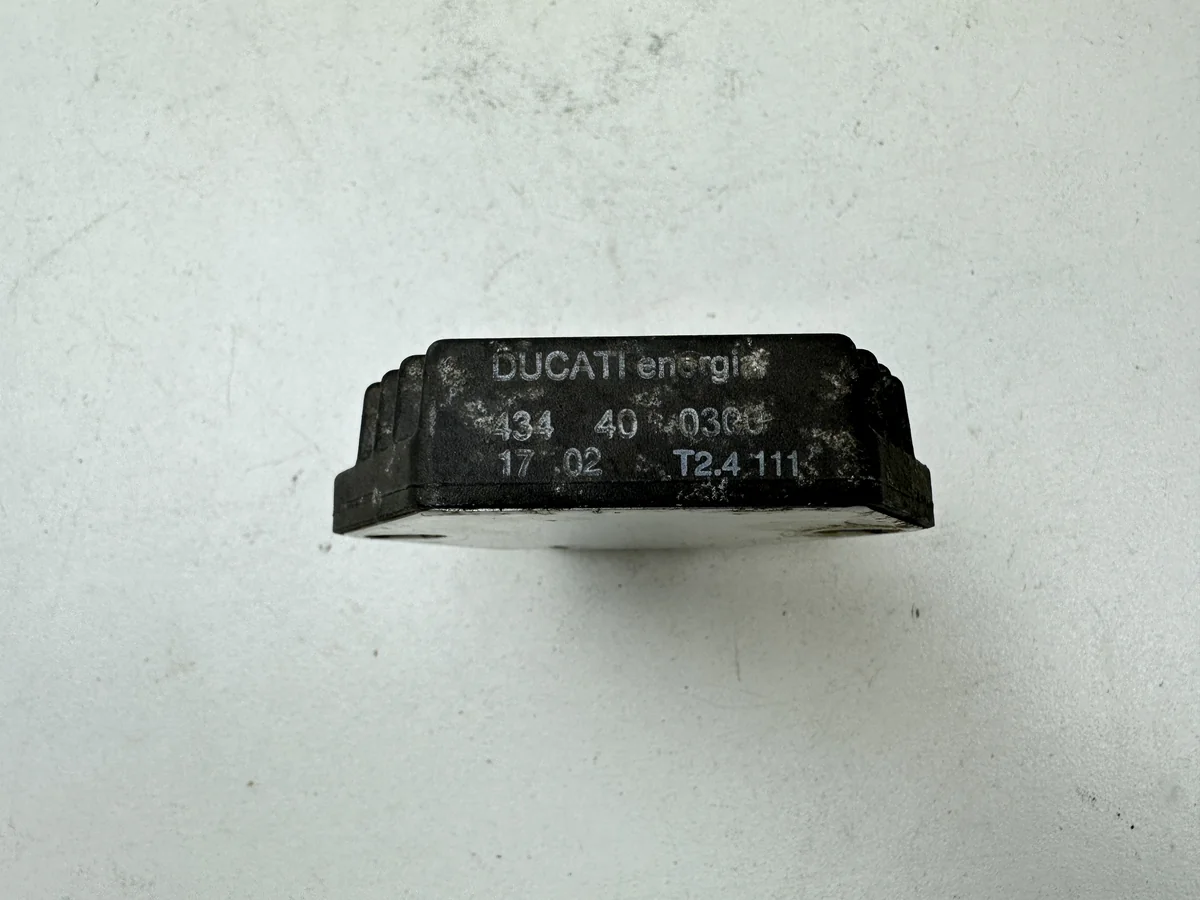 DUCATI energia
434 40 0300
17 02 T2.4 111